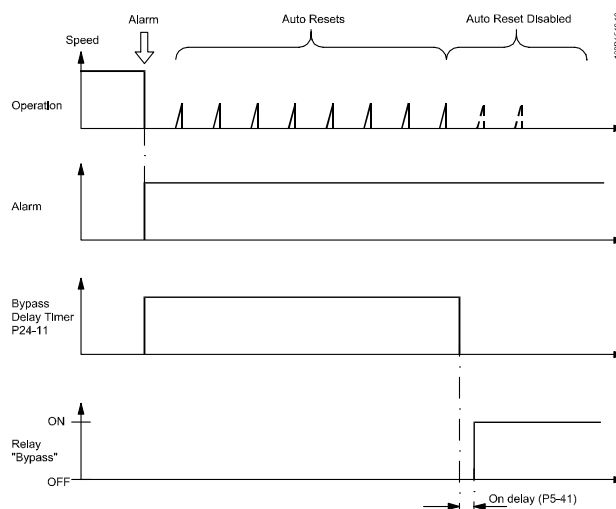 Alarm
Auto Resets
Auto Reset Disabled
Speed
Operation
Alarm
Bypass
Delay Timer
P24-11
ON
Relay
"Bypass"
OFF
On delay (P5-41)